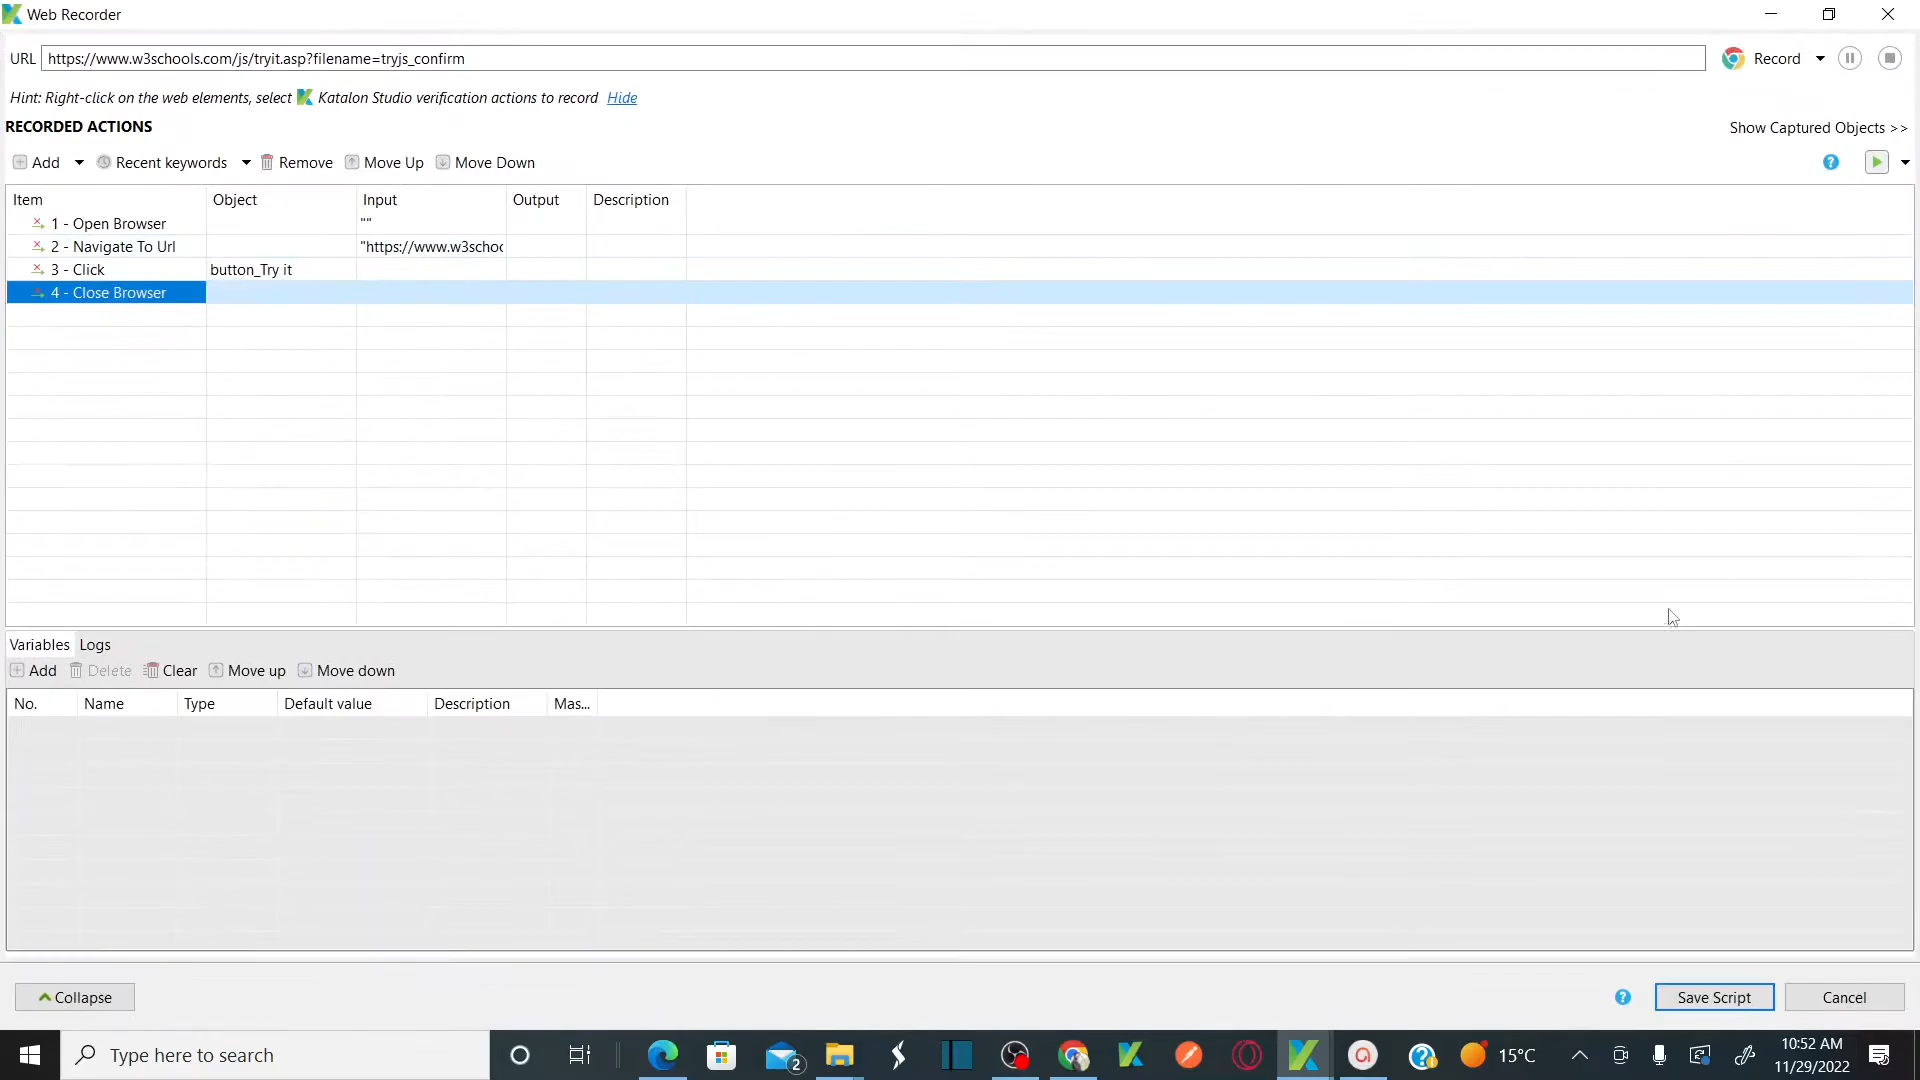 Web Recorder
URL https://www.w3schools.com/js/tryit.asp?filename=tryjs_confirm Record
Hint: Right-click on the web elements, select Katalon Studio verification actions to record Hide
RECORDED ACTIONS
Show Captured Objects >>
Add Recent keywords Remove Move Up Move Down
Item Object Input Output Description
1 - Open Browser ""
2 - Navigate To Url "https://www.w3schoo
3 - Click button_Try it
4 - Close Browser
Variables Logs
Add Delete Clear Move up Move down
No. Name Type Default value Description Mas...
Collapse Save Script Cancel
Type here to search 2 15°C 10:52 AM
11/29/2022